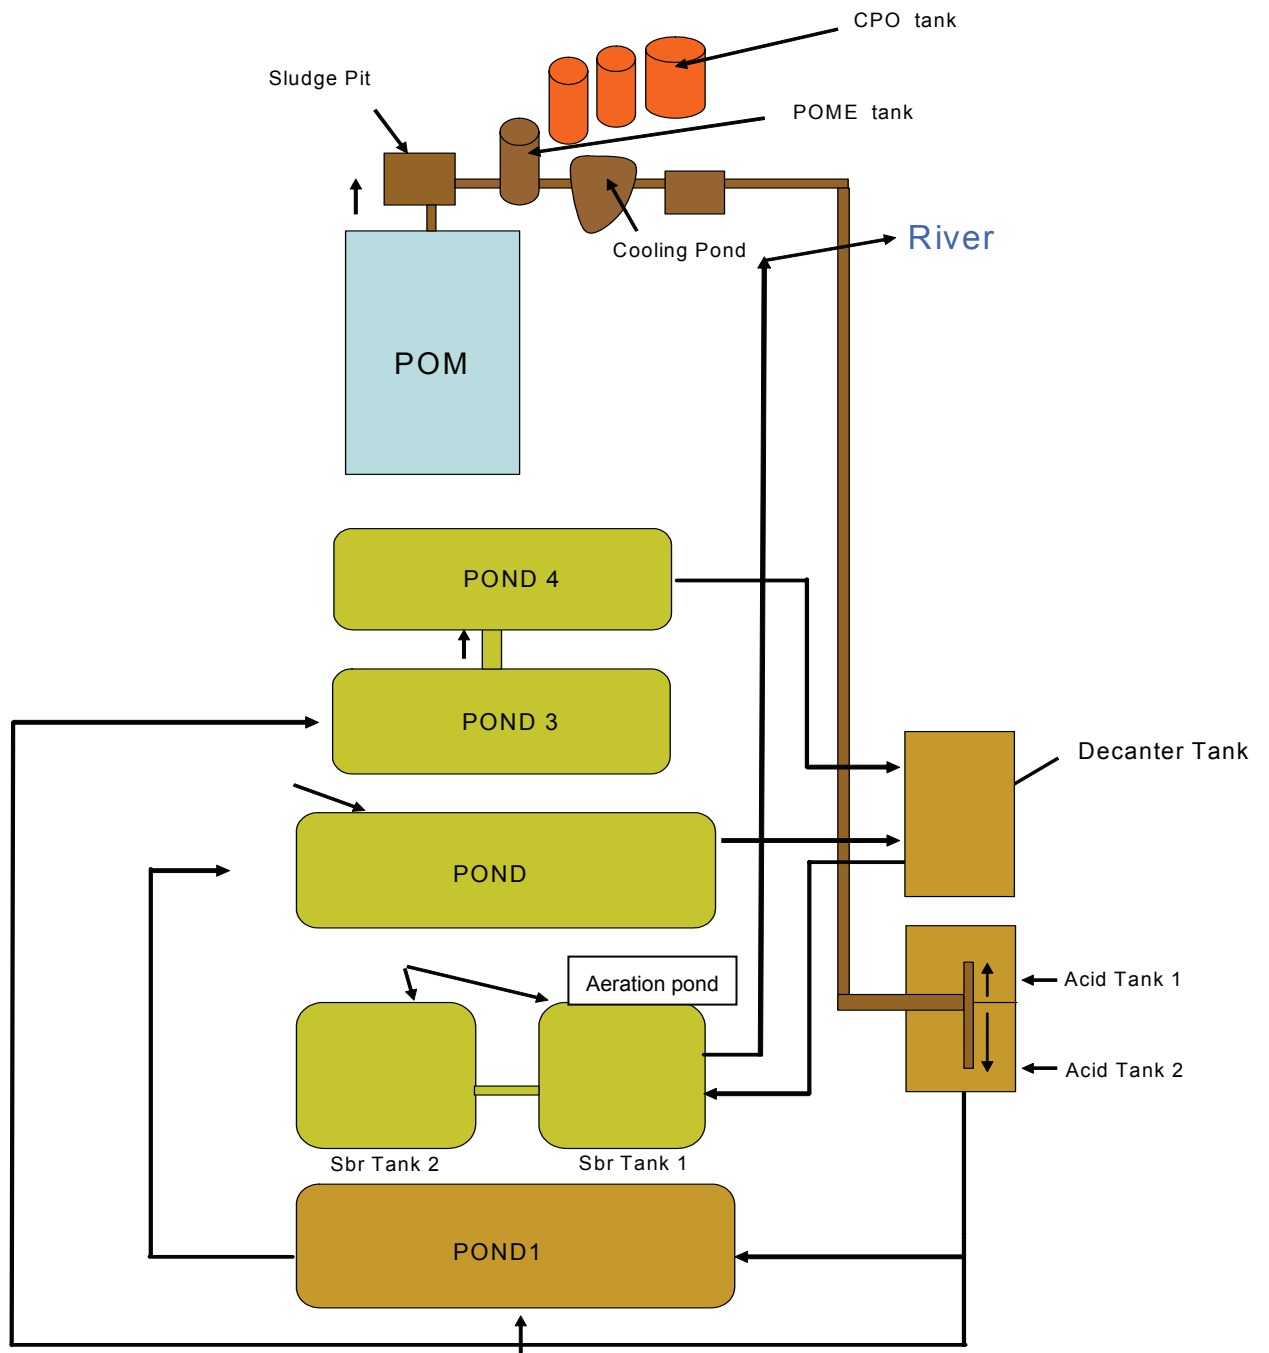 CPO tank
Sludge Pit
POME tank
River
Cooling Pond
POM
POND 4
POND 3
Decanter Tank
POND
Aeration pond
Acid Tank 1
Acid Tank 2
Sbr Tank 2
Sbr Tank 1
POND1